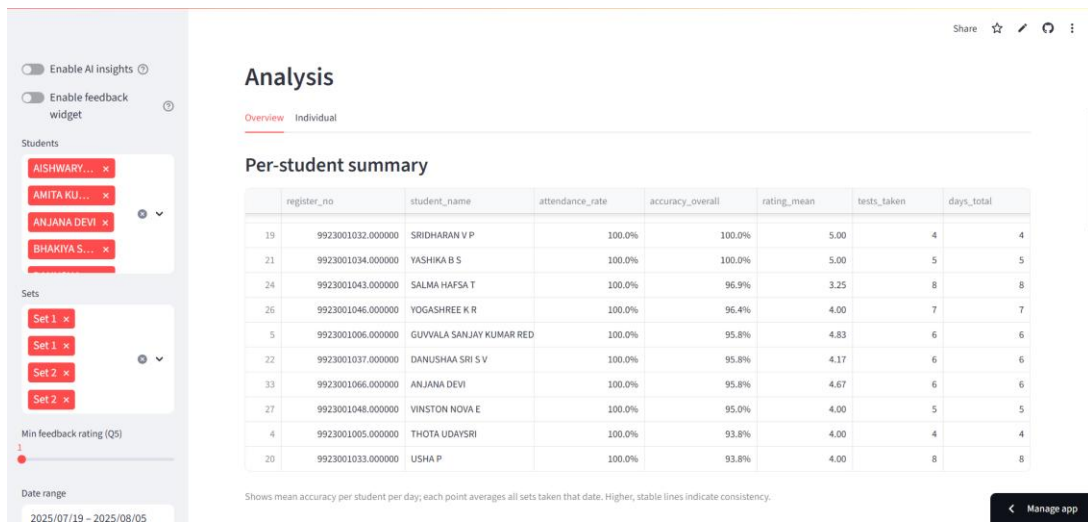 Share
Enable AI insights
Enable feedback widget
Students
AISHWARY... ×
AMITA KU... ×
ANJANA DEVI ×
BHAKIYA S... ×
Sets
Set 1 ×
Set 1 ×
Set 2 ×
Set 2 ×
Min feedback rating (Q5)
1
Date range
2025/07/19 – 2025/08/05
Analysis
Overview Individual
Per-student summary
register_no student_name attendance_rate accuracy_overall rating_mean tests_taken days_total
19 9923001032.000000 SRIDHARAN V P 100.0% 100.0% 5.00 4 4
21 9923001034.000000 YASHIKA B S 100.0% 100.0% 5.00 5 5
24 9923001043.000000 SALMA HAFSA T 100.0% 96.9% 3.25 8 8
26 9923001046.000000 YOGASHREE K R 100.0% 96.4% 4.00 7 7
5 9923001006.000000 GUVVALA SANJAY KUMAR RED 100.0% 95.8% 4.83 6 6
22 9923001037.000000 DANUSHAA SRI S V 100.0% 95.8% 4.17 6 6
33 9923001066.000000 ANJANA DEVI 100.0% 95.8% 4.67 6 6
27 9923001048.000000 VINSTON NOVA E 100.0% 95.0% 4.00 5 5
4 9923001005.000000 THOTA UDAYSRI 100.0% 93.8% 4.00 4 4
20 9923001033.000000 USHA P 100.0% 93.8% 4.00 8 8
Shows mean accuracy per student per day; each point averages all sets taken that date. Higher, stable lines indicate consistency.
< Manage app